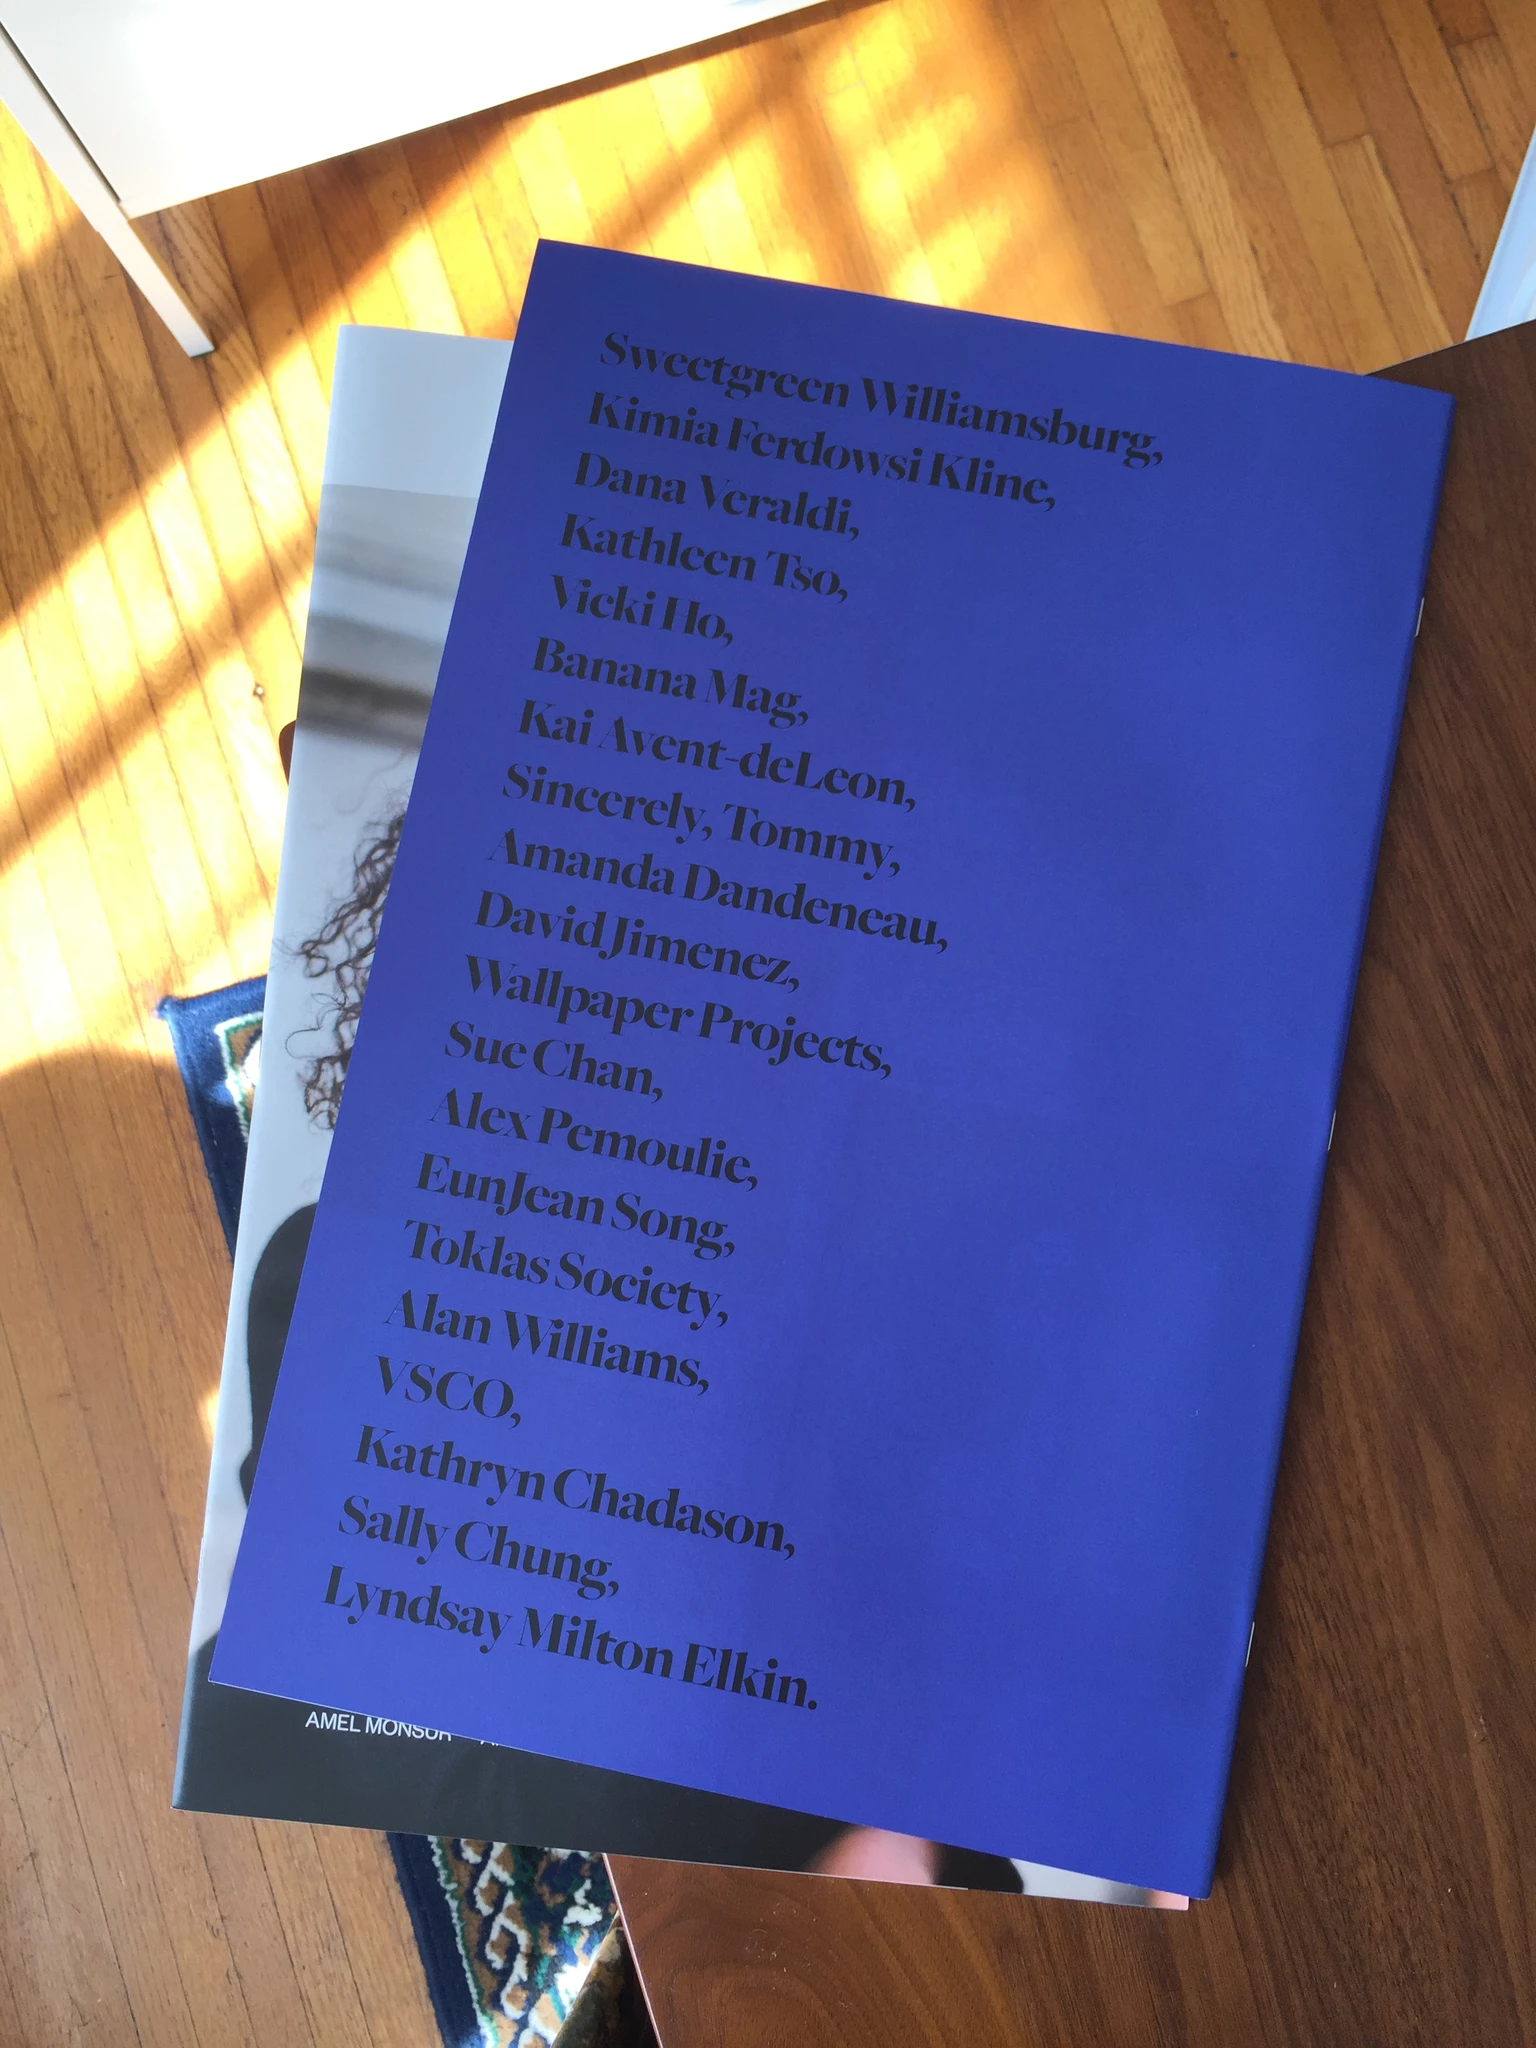 Sweetgreen Williamsburg,
Kimia Ferdowsi Kline,
Dana Veraldi,
Kathleen Tso,
Vicki Ho,
Banana Mag,
Kai Avent-deLeon,
Sincerely, Tommy,
Amanda Dandeneau,
David Jimenez,
Wallpaper Projects,
Sue Chan,
Alex Pemoulie,
EunJean Song,
Toklas Society,
Alan Williams,
VSCO,
Kathryn Chadason,
Sally Chung,
Lyndsay Milton Elkin.
AMEL MONSUR